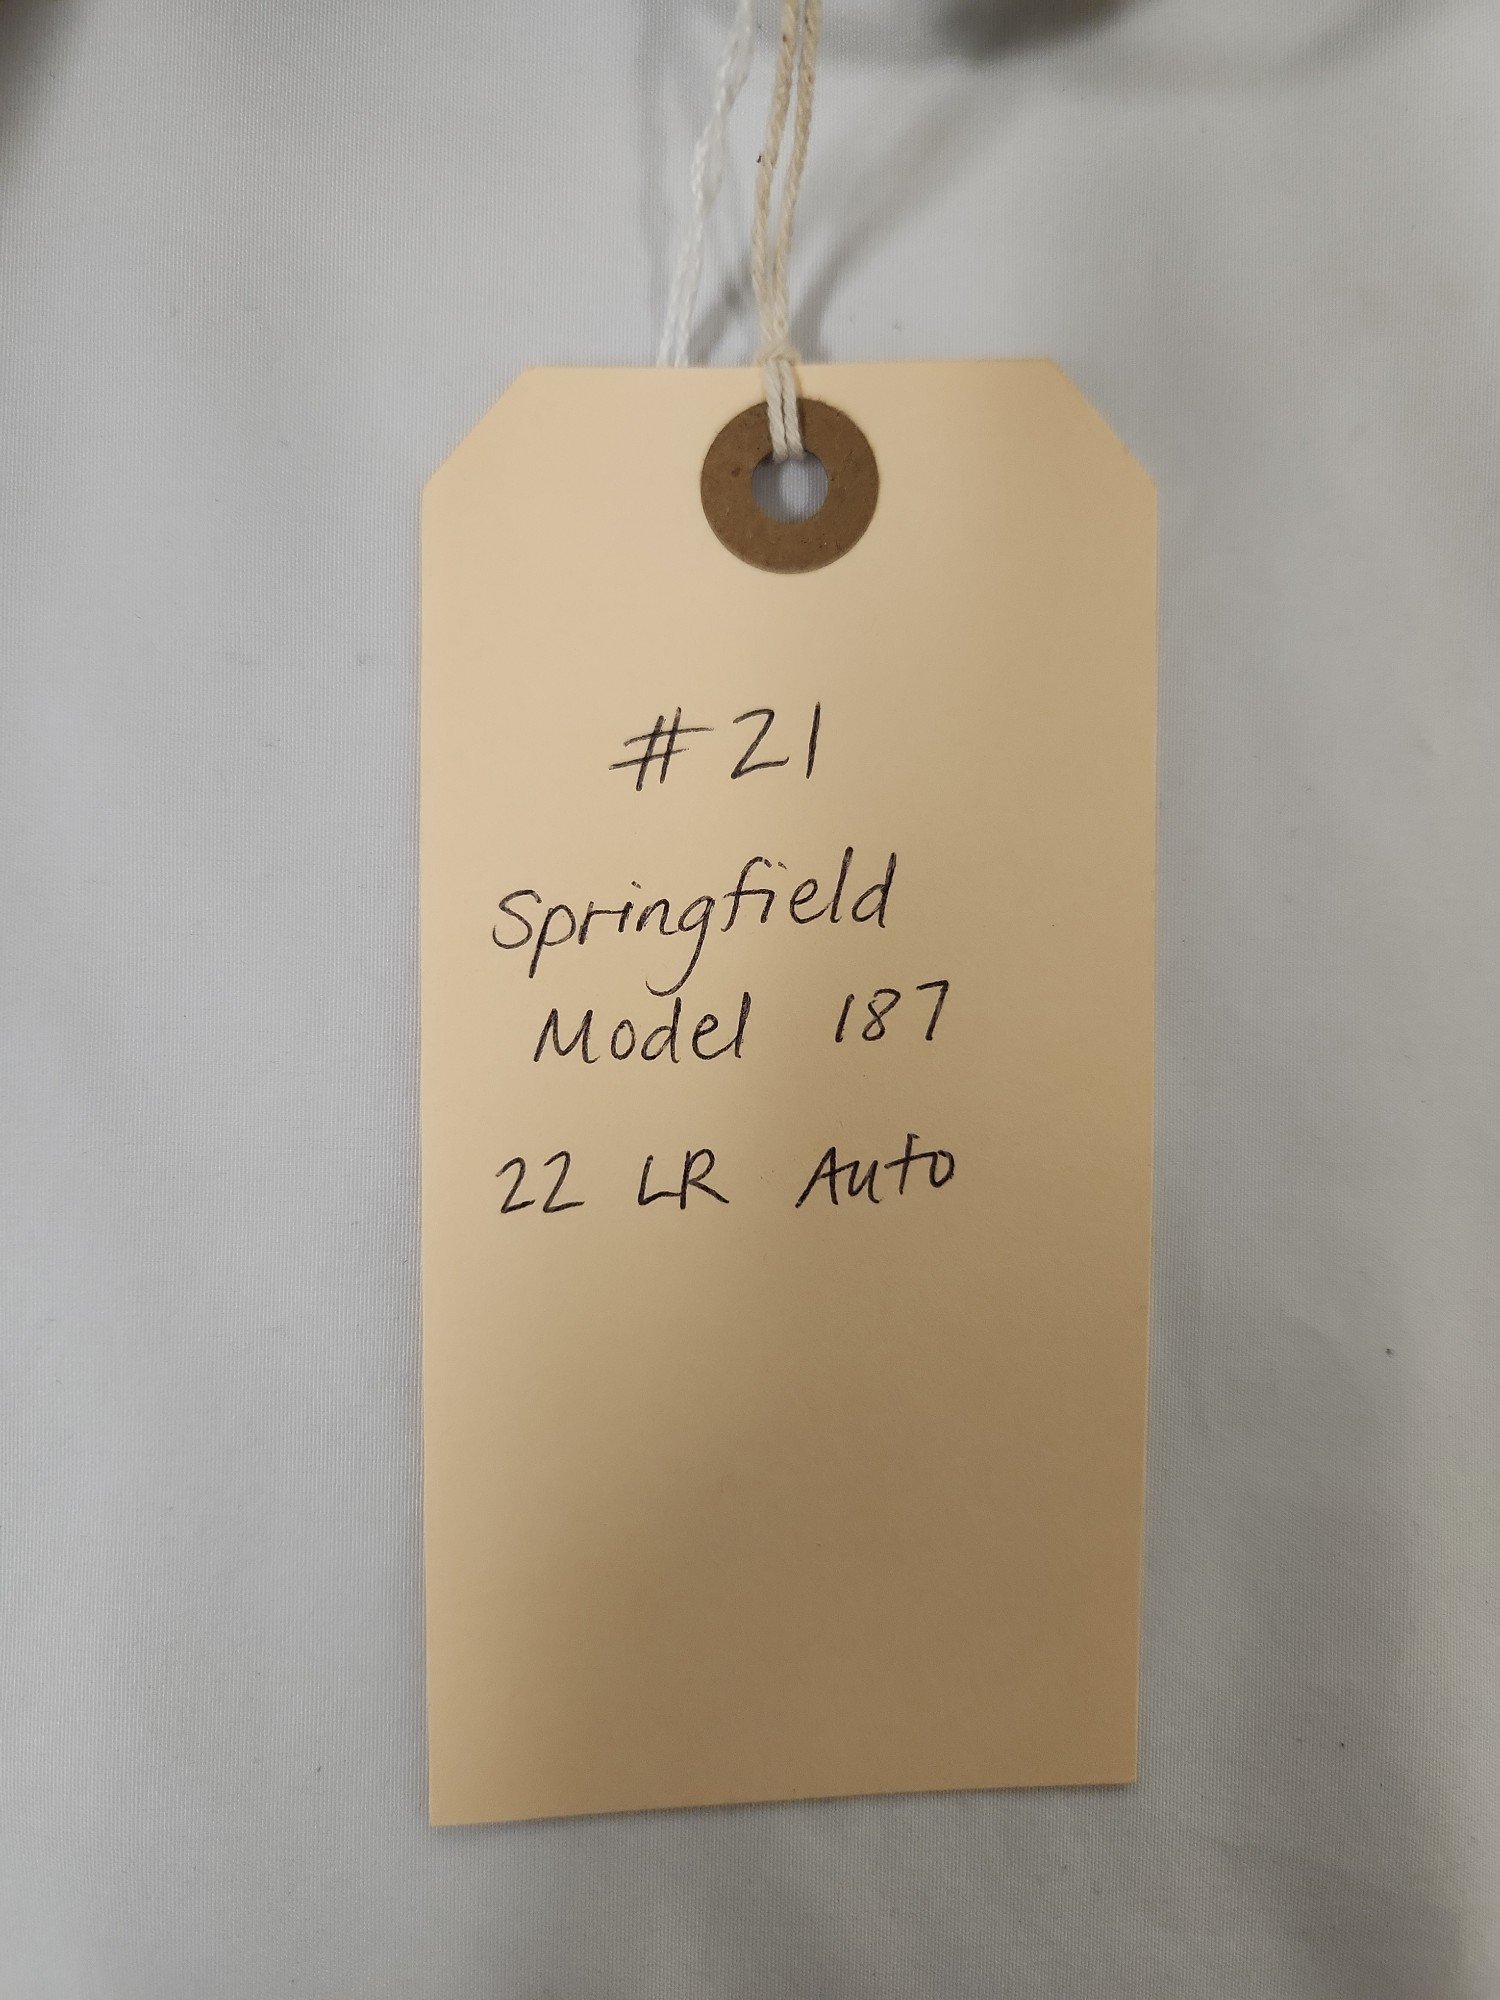 #21
Springfield
Model 187
22 LR Auto